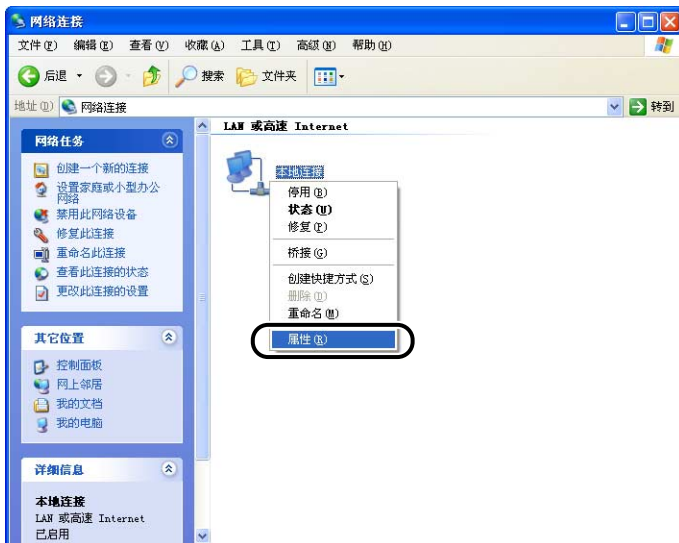 网络连接
文件(F) 编辑(E) 查看(V) 收藏(A) 工具(T) 高级(N) 帮助(H)
后退 搜索 文件夹
地址(D) 网络连接 转到
网络任务
创建一个新的连接
设置家庭或小型办公
网络
禁用此网络设备
修复此连接
重命名此连接
查看此连接的状态
更改此连接的设置
其它位置
控制面板
网上邻居
我的文档
我的电脑
详细信息
本地连接
LAN 或高速 Internet
已启用
LAN 或高速 Internet
本地连接
停用(B)
状态(U)
修复(P)
桥接(G)
创建快捷方式(S)
删除(D)
重命名(M)
属性(R)